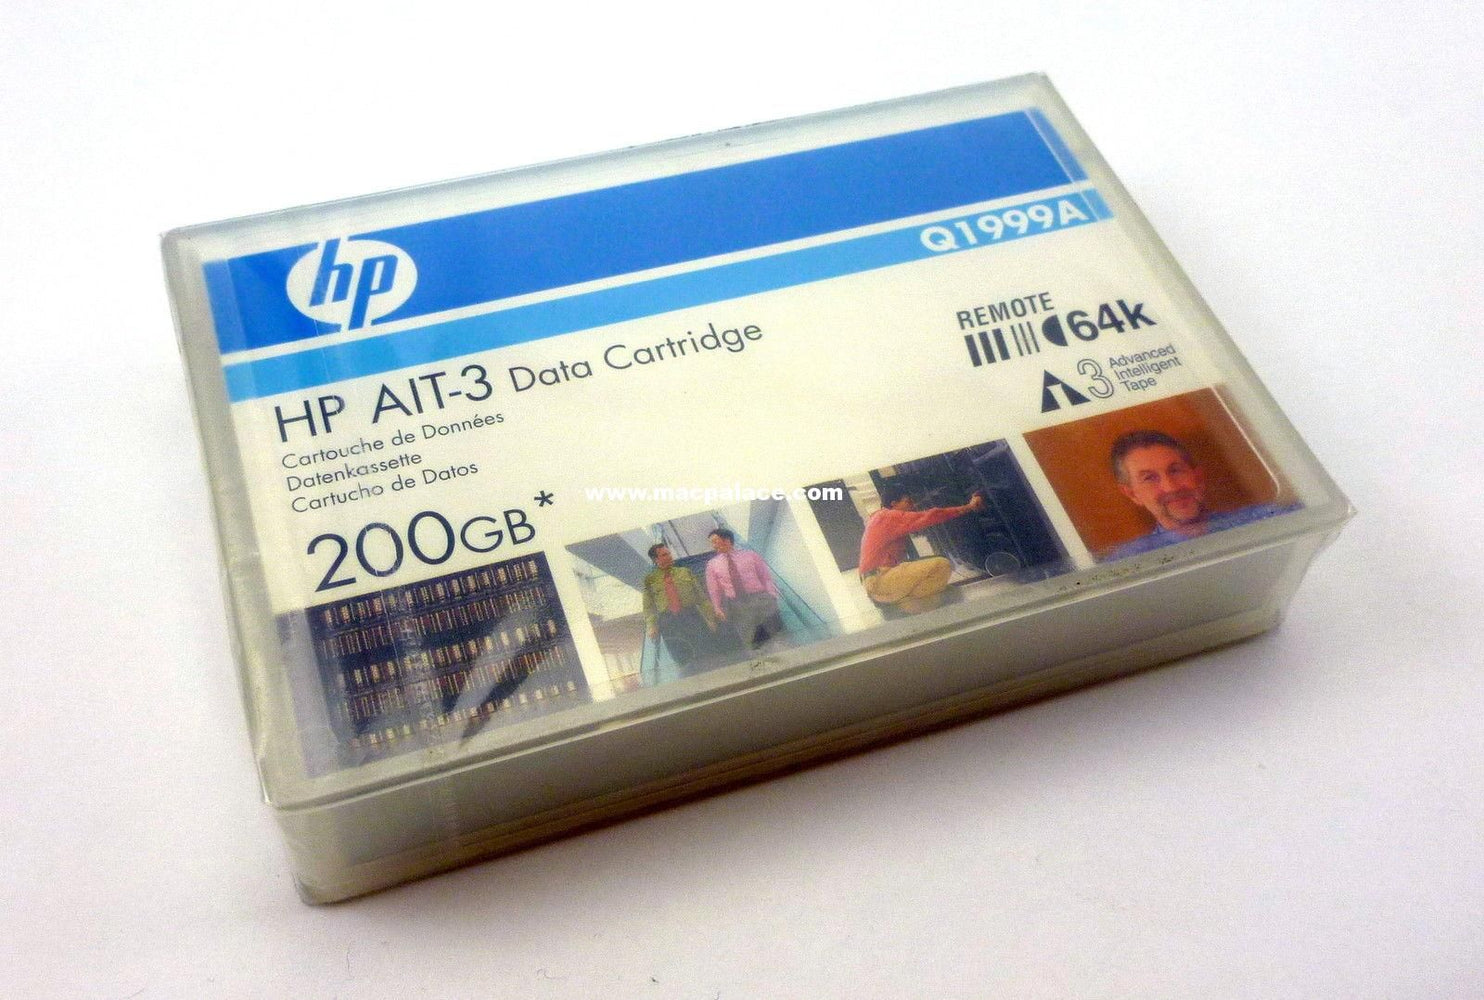 hp
Q1999A
HP AIT-3 Data Cartridge
Cartouche de Données
Datenkassette
Cartucho de Datos
200GB*
REMOTE
64k
3 Advanced
Intelligent
Tape
www.macpalace.com